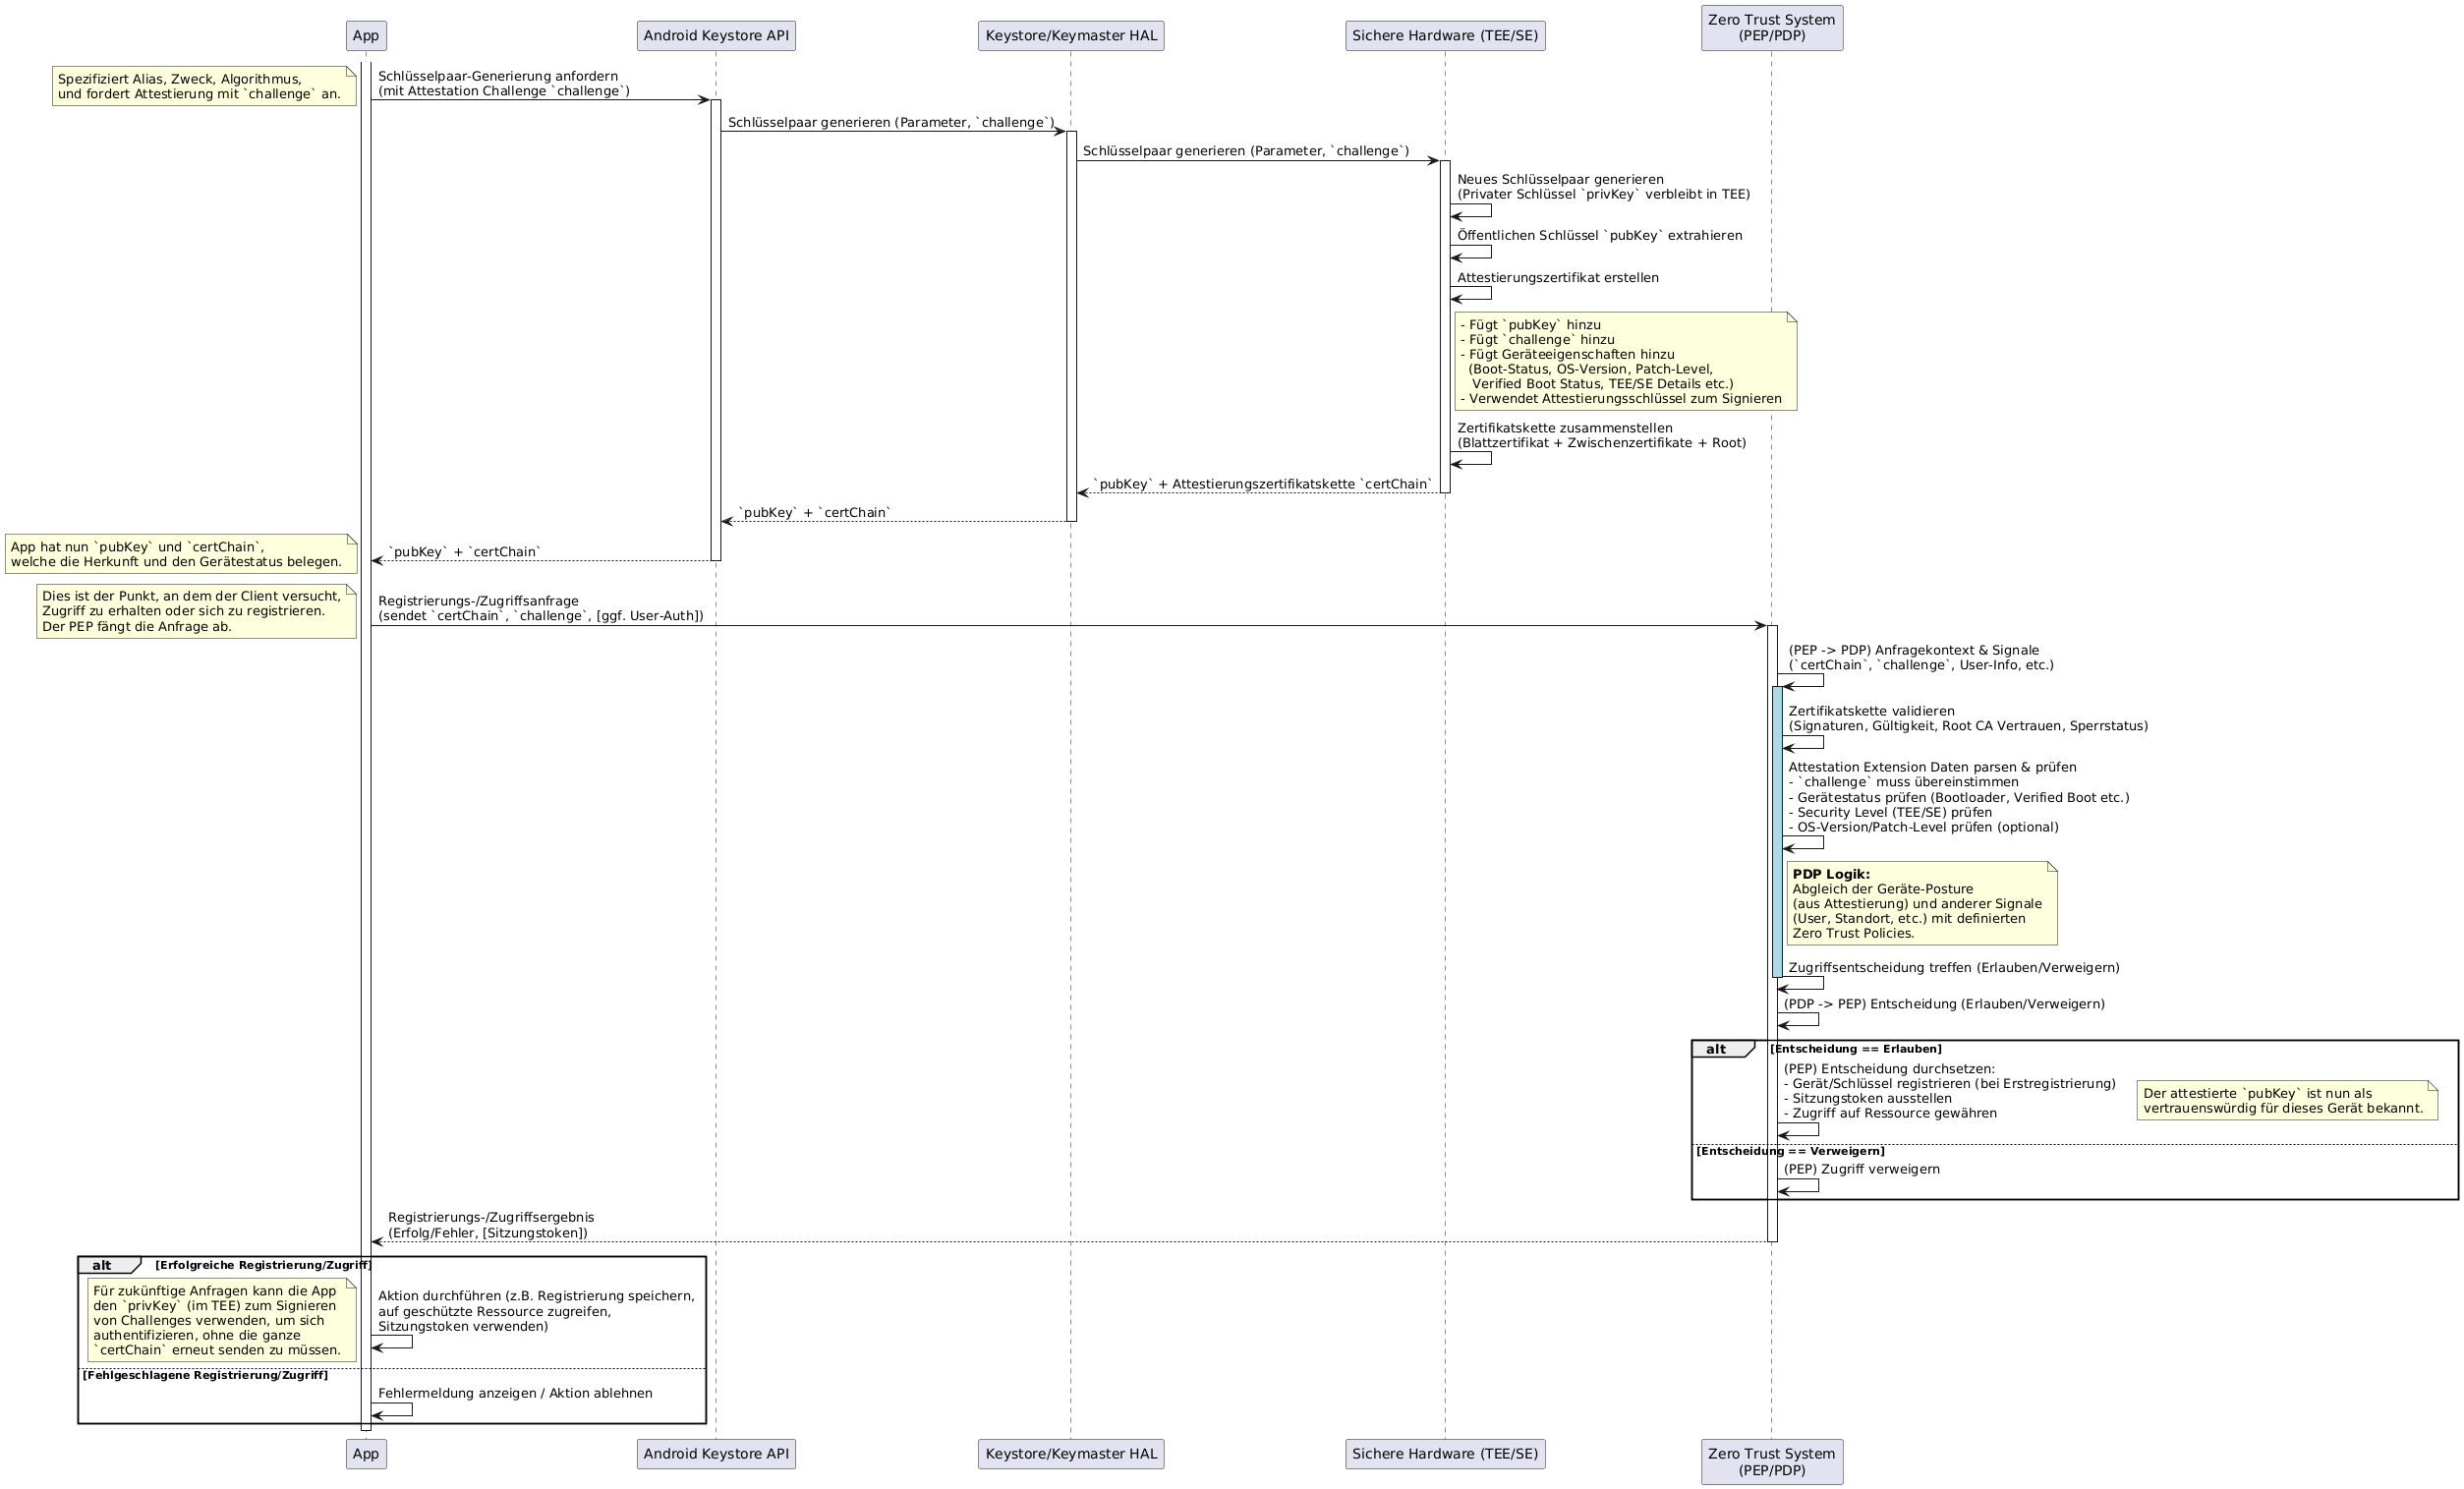 App
Android Keystore API
Keystore/Keymaster HAL
Sichere Hardware (TEE/SE)
Zero Trust System
(PEP/PDP)
Spezifiziert Alias, Zweck, Algorithmus,
und fordert Attestierung mit `challenge` an.
Schlüsselpaar-Generierung anfordern
(mit Attestation Challenge `challenge`)
Schlüsselpaar generieren (Parameter, `challenge`)
Schlüsselpaar generieren (Parameter, `challenge`)
Neues Schlüsselpaar generieren
(Privater Schlüssel `privKey` verbleibt in TEE)
Öffentlichen Schlüssel `pubKey` extrahieren
Attestierungszertifikat erstellen
- Fügt `pubKey` hinzu
- Fügt `challenge` hinzu
- Fügt Geräteeigenschaften hinzu
(Boot-Status, OS-Version, Patch-Level,
Verified Boot Status, TEE/SE Details etc.)
- Verwendet Attestierungsschlüssel zum Signieren
Zertifikatskette zusammenstellen
(Blattzertifikat + Zwischenzertifikate + Root)
`pubKey` + Attestierungszertifikatskette `certChain`
`pubKey` + `certChain`
App hat nun `pubKey` und `certChain`,
welche die Herkunft und den Gerätestatus belegen.
`pubKey` + `certChain`
Dies ist der Punkt, an dem der Client versucht,
Zugriff zu erhalten oder sich zu registrieren.
Der PEP fängt die Anfrage ab.
Registrierungs-/Zugriffsanfrage
(sendet `certChain`, `challenge`, [ggf. User-Auth])
(PEP -> PDP) Anfragekontext & Signale
(`certChain`, `challenge`, User-Info, etc.)
Zertifikatskette validieren
(Signaturen, Gültigkeit, Root CA Vertrauen, Sperrstatus)
Attestation Extension Daten parsen & prüfen
- `challenge` muss übereinstimmen
- Gerätestatus prüfen (Bootloader, Verified Boot etc.)
- Security Level (TEE/SE) prüfen
- OS-Version/Patch-Level prüfen (optional)
PDP Logik:
Abgleich der Geräte-Posture
(aus Attestierung) und anderer Signale
(User, Standort, etc.) mit definierten
Zero Trust Policies.
Zugriffsentscheidung treffen (Erlauben/Verweigern)
(PDP -> PEP) Entscheidung (Erlauben/Verweigern)
alt [Entscheidung == Erlauben]
(PEP) Entscheidung durchsetzen:
- Gerät/Schlüssel registrieren (bei Erstregistrierung)
- Sitzungstoken ausstellen
- Zugriff auf Ressource gewähren
Der attestierte `pubKey` ist nun als
vertrauenswürdig für dieses Gerät bekannt.
[Entscheidung == Verweigern]
(PEP) Zugriff verweigern
Registrierungs-/Zugriffsergebnis
(Erfolg/Fehler, [Sitzungstoken])
alt [Erfolgreiche Registrierung/Zugriff]
Für zukünftige Anfragen kann die App
den `privKey` (im TEE) zum Signieren
von Challenges verwenden, um sich
authentifizieren, ohne die ganze
`certChain` erneut senden zu müssen.
Aktion durchführen (z.B. Registrierung speichern,
auf geschützte Ressource zugreifen,
Sitzungstoken verwenden)
[Fehlgeschlagene Registrierung/Zugriff]
Fehlermeldung anzeigen / Aktion ablehnen
App
Android Keystore API
Keystore/Keymaster HAL
Sichere Hardware (TEE/SE)
Zero Trust System
(PEP/PDP)